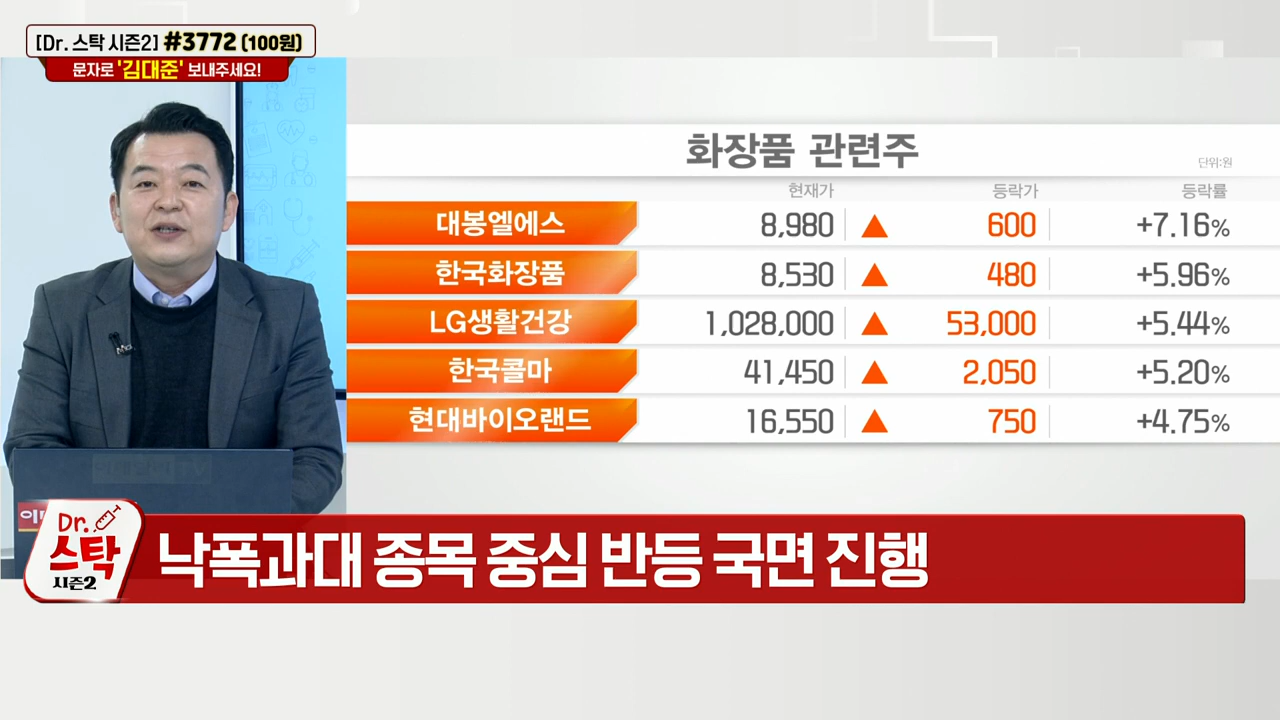 [Dr. 스탁 시즌2] #3772 (100원)
문자로 '김대준' 보내주세요!
화장품 관련주
단위:원
현재가 등락가 등락률
대봉엘에스 8,980 ▲ 600 +7.16%
한국화장품 8,530 ▲ 480 +5.96%
LG생활건강 1,028,000 ▲ 53,000 +5.44%
한국콜마 41,450 ▲ 2,050 +5.20%
현대바이오랜드 16,550 ▲ 750 +4.75%
Dr.
스탁
시즌2
낙폭과대 종목 중심 반등 국면 진행